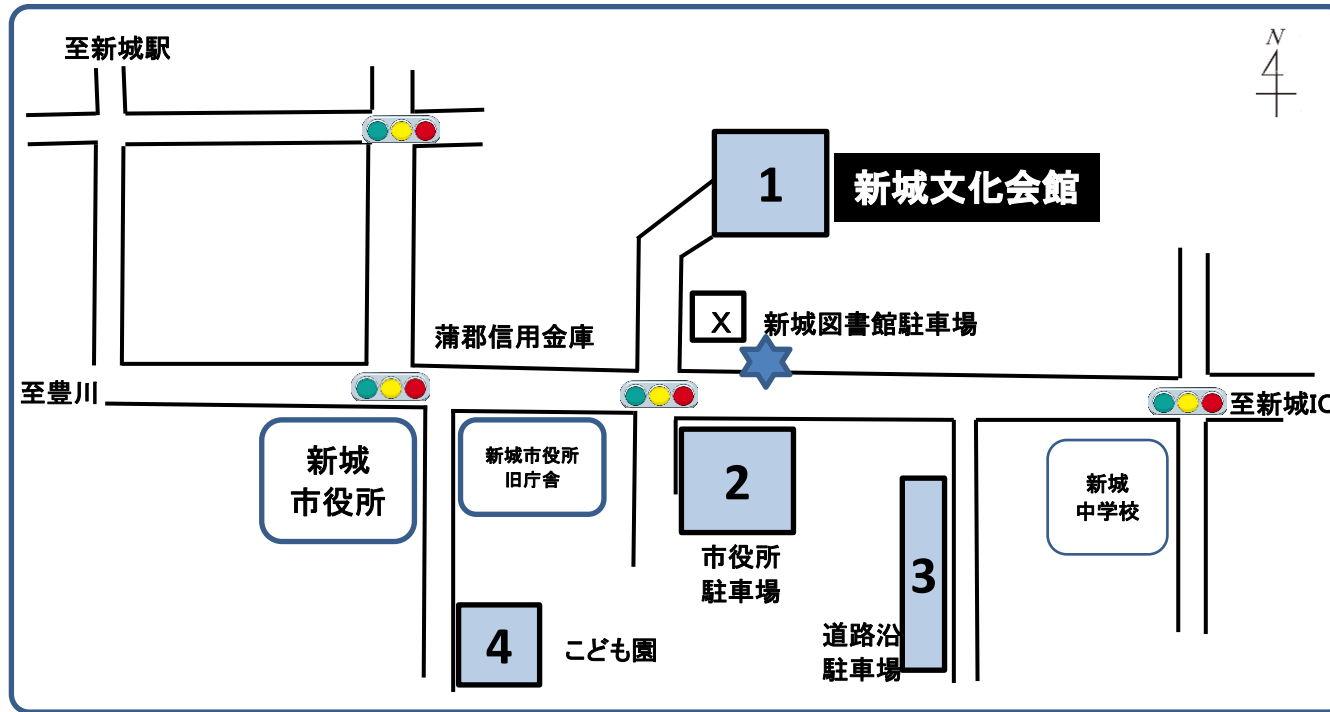 至新城駅
N
1
新城文化会館
x
新城図書館駐車場
蒲郡信用金庫
至豊川
至新城IC
新城
市役所
新城市役所
旧庁舎
2
市役所
駐車場
3
道路沿
駐車場
新城
中学校
4
こども園